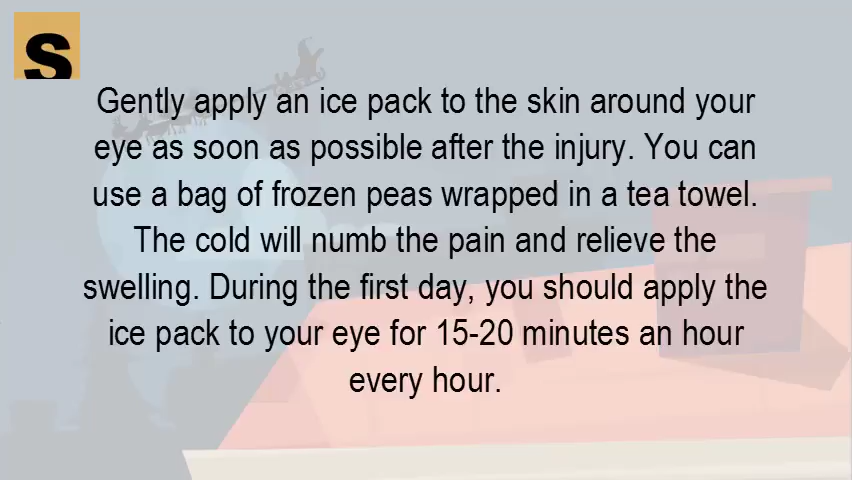 S
Gently apply an ice pack to the skin around your
eye as soon as possible after the injury. You can
use a bag of frozen peas wrapped in a tea towel.
The cold will numb the pain and relieve the
swelling. During the first day, you should apply the
ice pack to your eye for 15-20 minutes an hour
every hour.